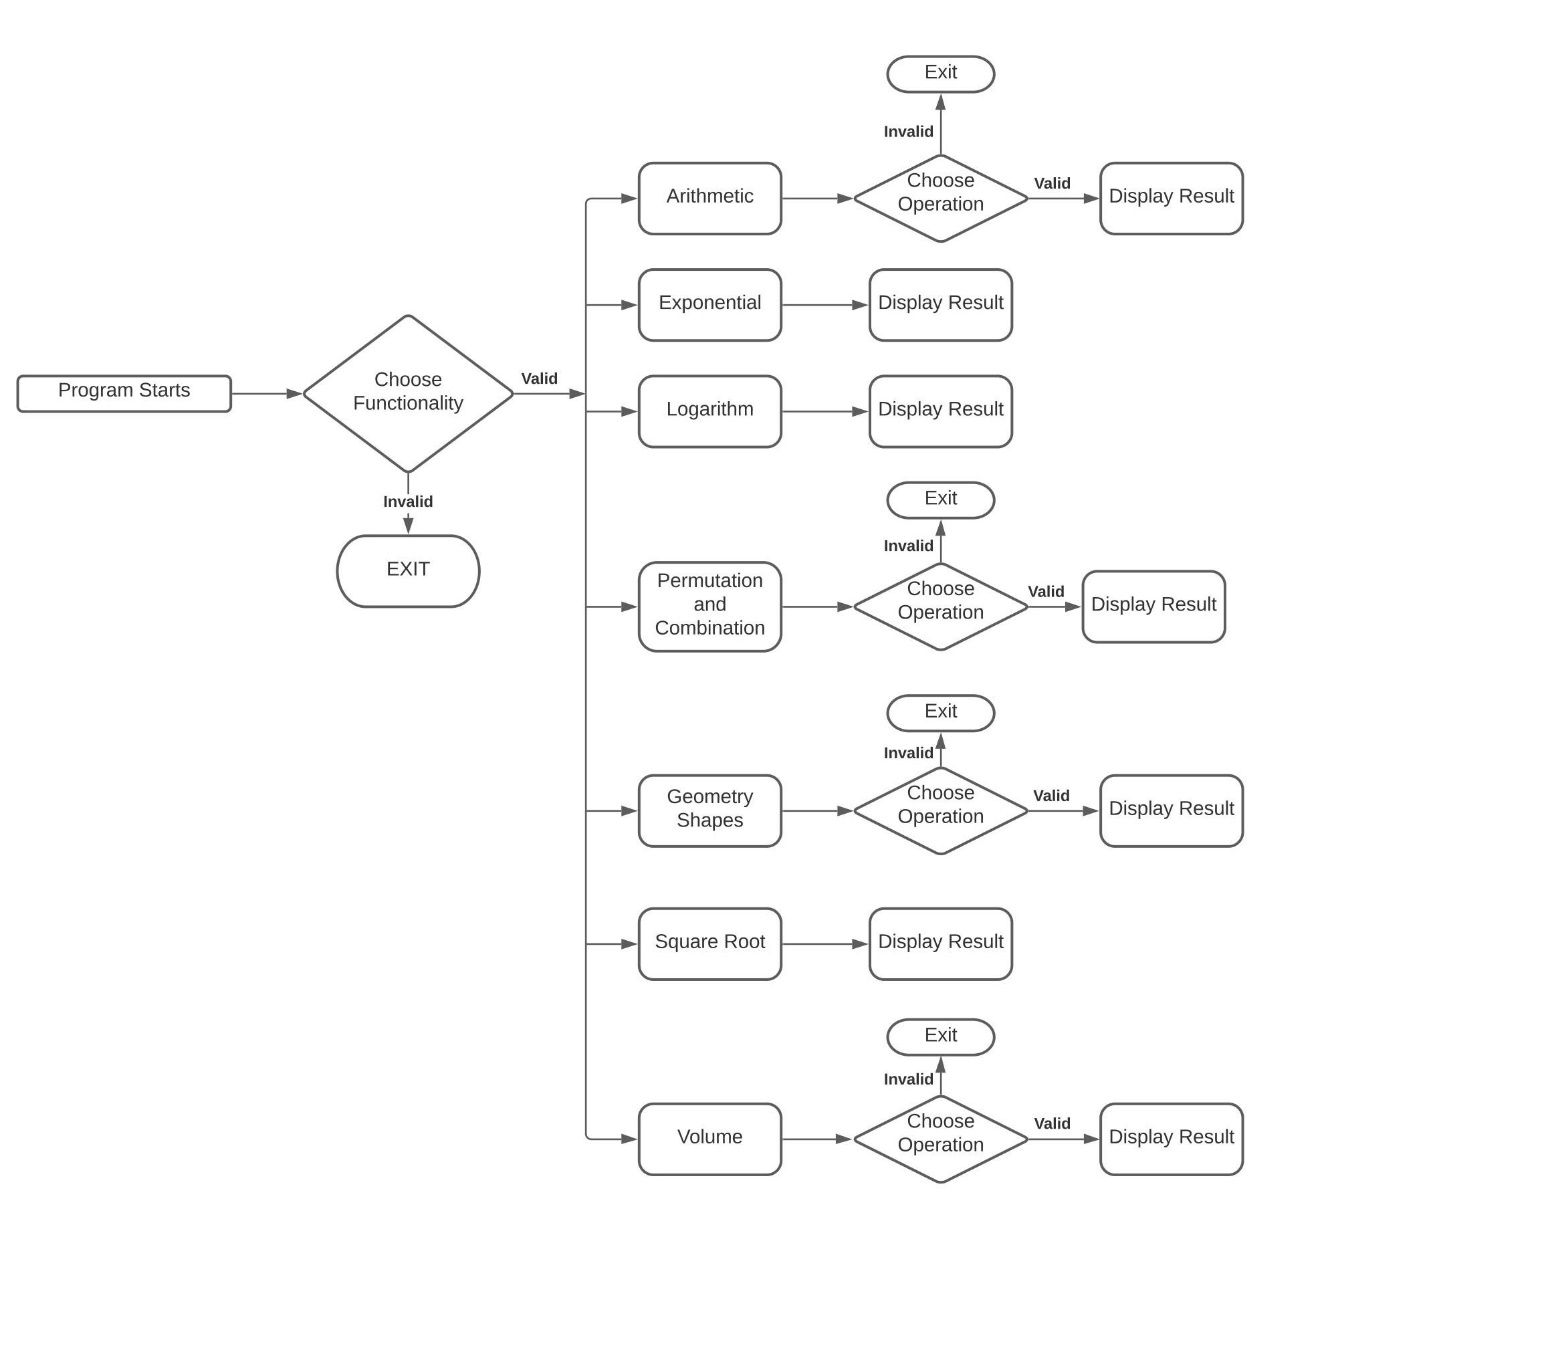 Program Starts
Choose
Functionality
Valid
Invalid
EXIT
Arithmetic
Choose
Operation
Invalid
Exit
Valid
Display Result
Exponential
Display Result
Logarithm
Display Result
Permutation
and
Combination
Choose
Operation
Invalid
Exit
Valid
Display Result
Geometry
Shapes
Choose
Operation
Invalid
Exit
Valid
Display Result
Square Root
Display Result
Volume
Choose
Operation
Invalid
Exit
Valid
Display Result